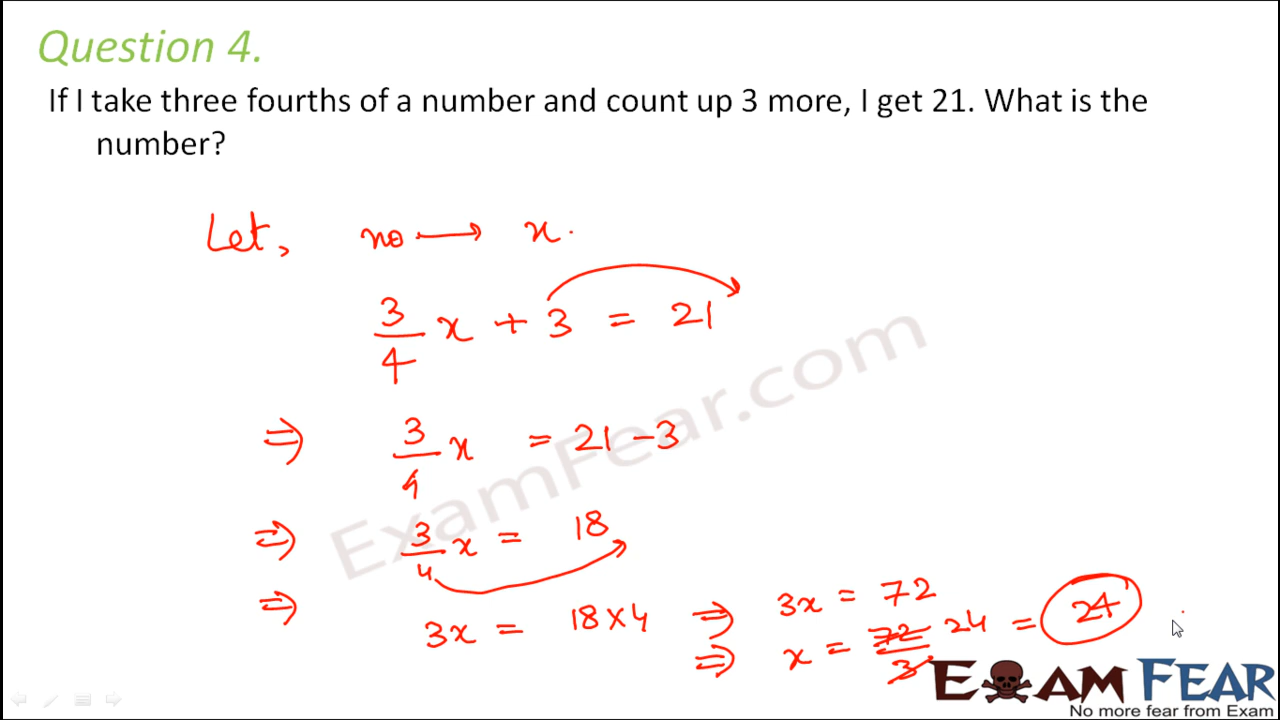 Question 4.
If I take three fourths of a number and count up 3 more, I get 21. What is the
number?
Let, no → x.
3/4 x + 3 = 21
⇒ 3/4 x = 21 - 3
⇒ 3/4 x = 18
⇒ 3x = 18 × 4 ⇒ 3x = 72
⇒ x = 72/3 24 = 24
ExamFear.com
EXAM FEAR
No more fear from Exam